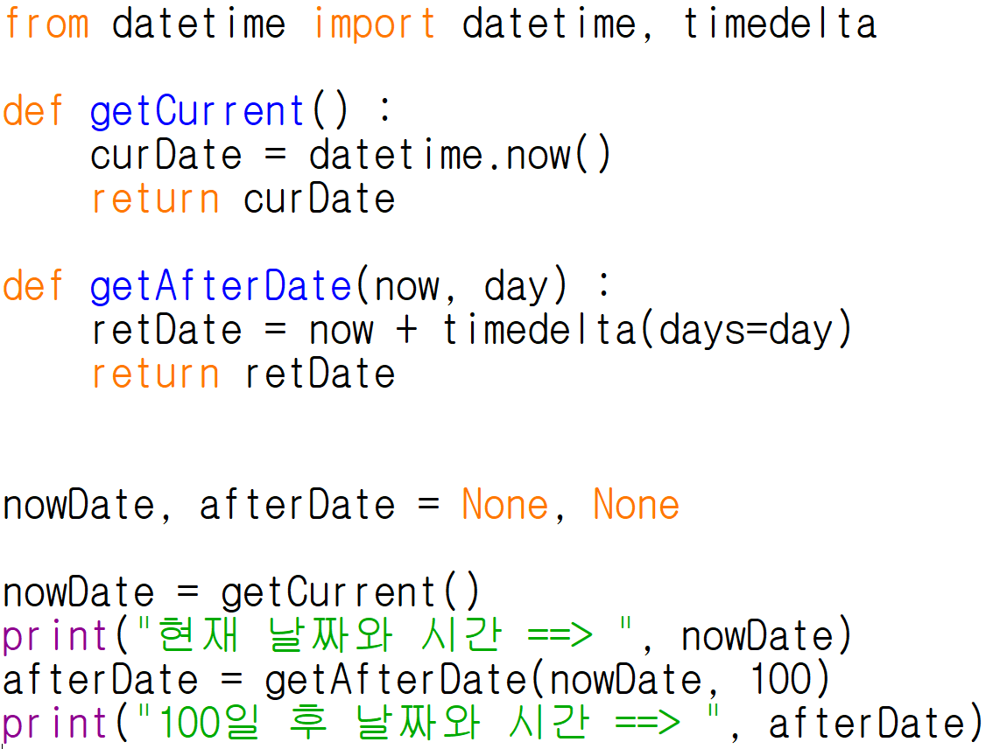 from datetime import datetime, timedelta
def getCurrent() :
    curDate = datetime.now()
    return curDate
def getAfterDate(now, day) :
    retDate = now + timedelta(days=day)
    return retDate
nowDate, afterDate = None, None
nowDate = getCurrent()
print("현재 날짜와 시간 ==> ", nowDate)
afterDate = getAfterDate(nowDate, 100)
print("100일 후 날짜와 시간 ==> ", afterDate)